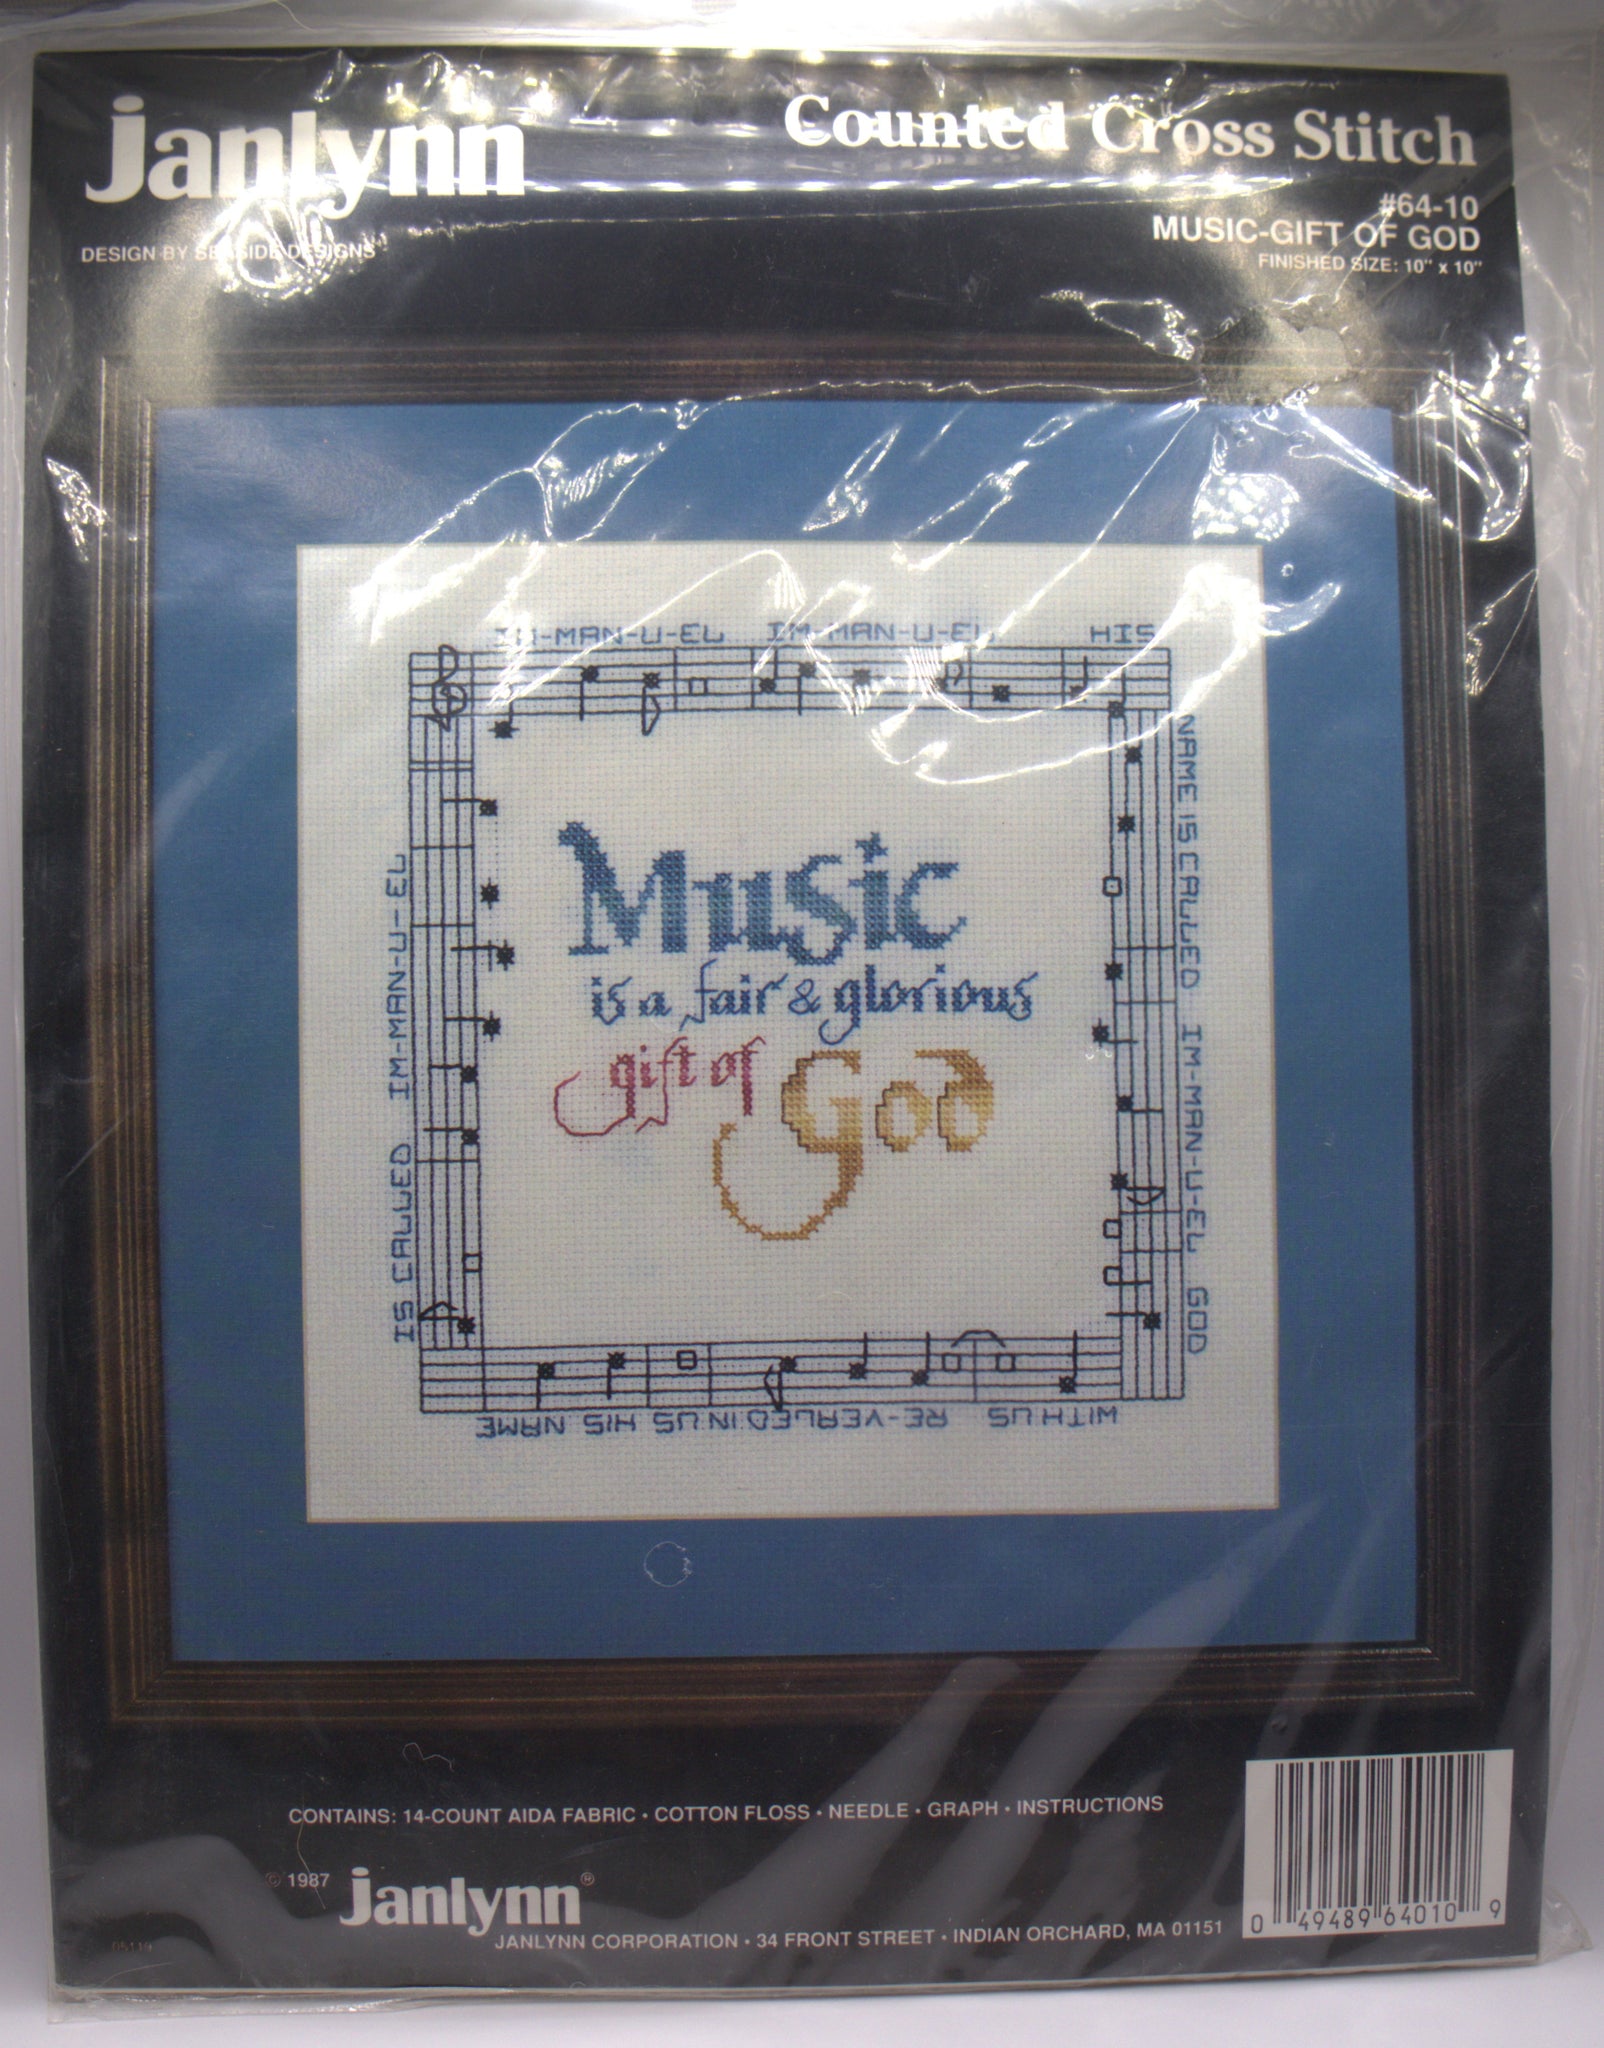 janlynn
Counted Cross Stitch
#64-10
MUSIC-GIFT OF GOD
FINISHED SIZE: 10" x 10"
DESIGN BY SEASIDE DESIGNS
IM-MAN-U-EL IM-MAN-U-EL HIS
NAME IS CALLED IM-MAN-U-EL GOD
WITH US RE-VEALED IN US HIS NAME
IS CALLED IM-MAN-U-EL
Music
is a fair & glorious
gift of God
CONTAINS: 14-COUNT AIDA FABRIC • COTTON FLOSS • NEEDLE • GRAPH • INSTRUCTIONS
© 1987 janlynn®
JANLYNN CORPORATION • 34 FRONT STREET • INDIAN ORCHARD, MA 01151
0 49489 64010 9
05119